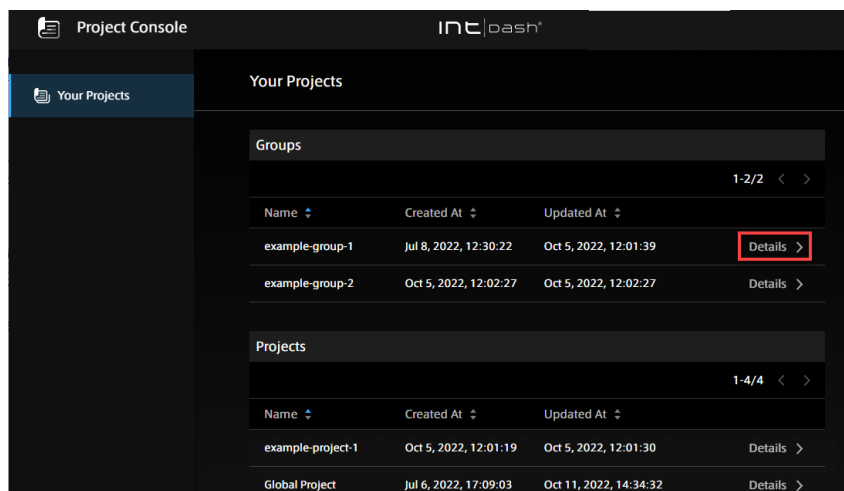 Project Console
intdash
Your Projects
Your Projects
Groups
1-2/2
Name Created At Updated At
example-group-1 Jul 8, 2022, 12:30:22 Oct 5, 2022, 12:01:39 Details
example-group-2 Oct 5, 2022, 12:02:27 Oct 5, 2022, 12:02:27 Details
Projects
1-4/4
Name Created At Updated At
example-project-1 Oct 5, 2022, 12:01:19 Oct 5, 2022, 12:01:30 Details
Global Project Jul 6, 2022, 17:09:03 Oct 11, 2022, 14:34:32 Details